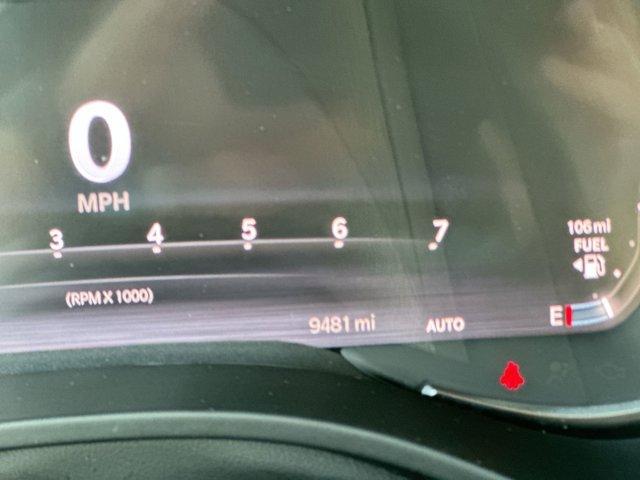 0
MPH
3 4 5 6 7
(RPM X 1000)
106 mi
FUEL
E
9481 mi
AUTO